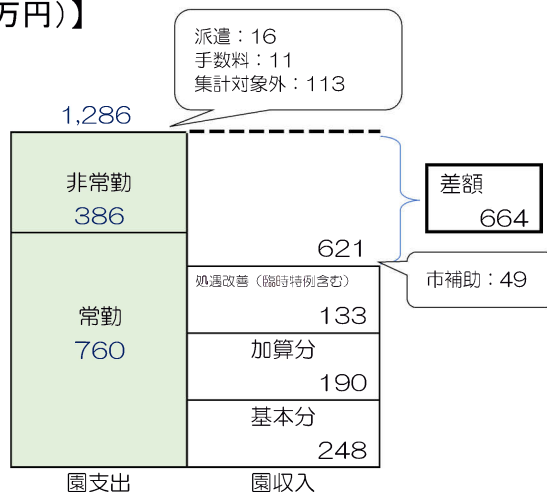 万円)】
派遣:16
手数料:11
集計対象外:113
1,286
非常勤
386
差額
664
621
市補助:49
処遇改善(臨時特例含む)
133
常勤
760
加算分
190
基本分
248
園支出
園収入